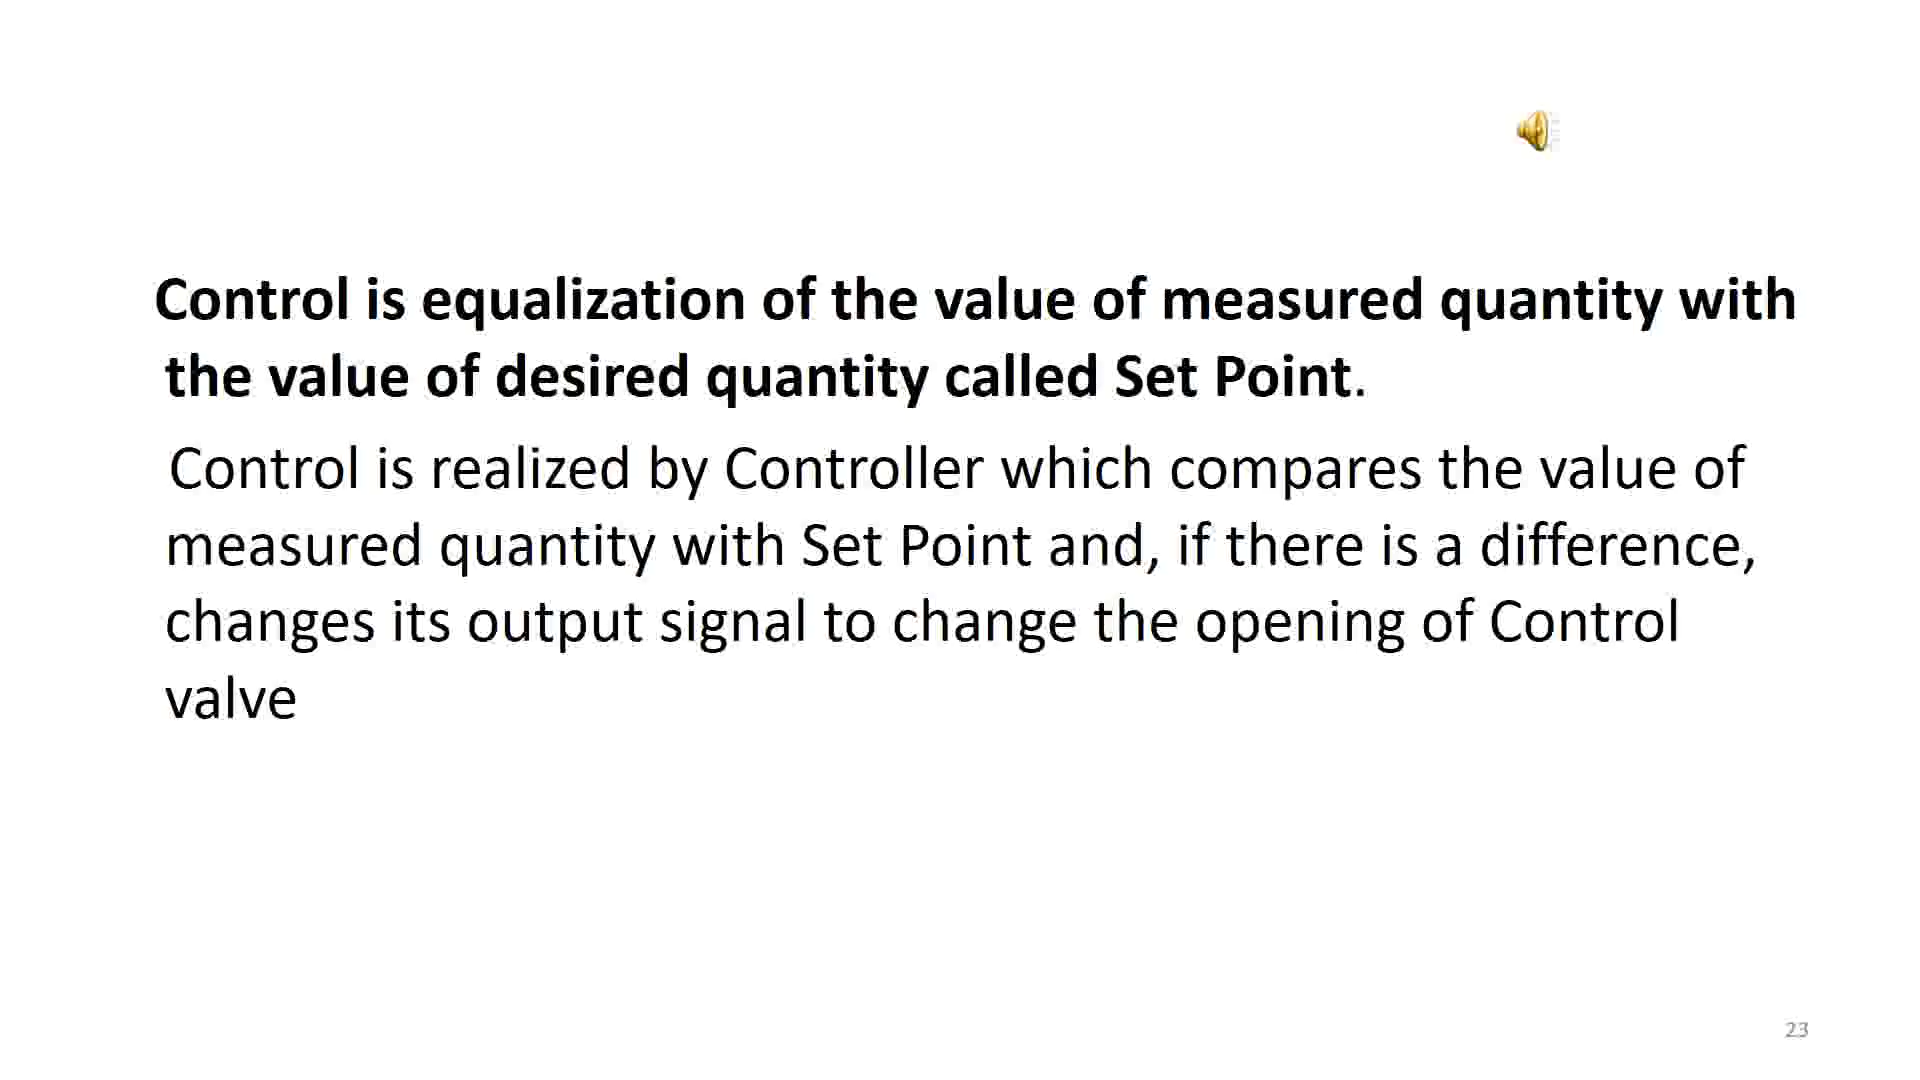 Control is equalization of the value of measured quantity with
the value of desired quantity called Set Point.
Control is realized by Controller which compares the value of
measured quantity with Set Point and, if there is a difference,
changes its output signal to change the opening of Control
valve
23